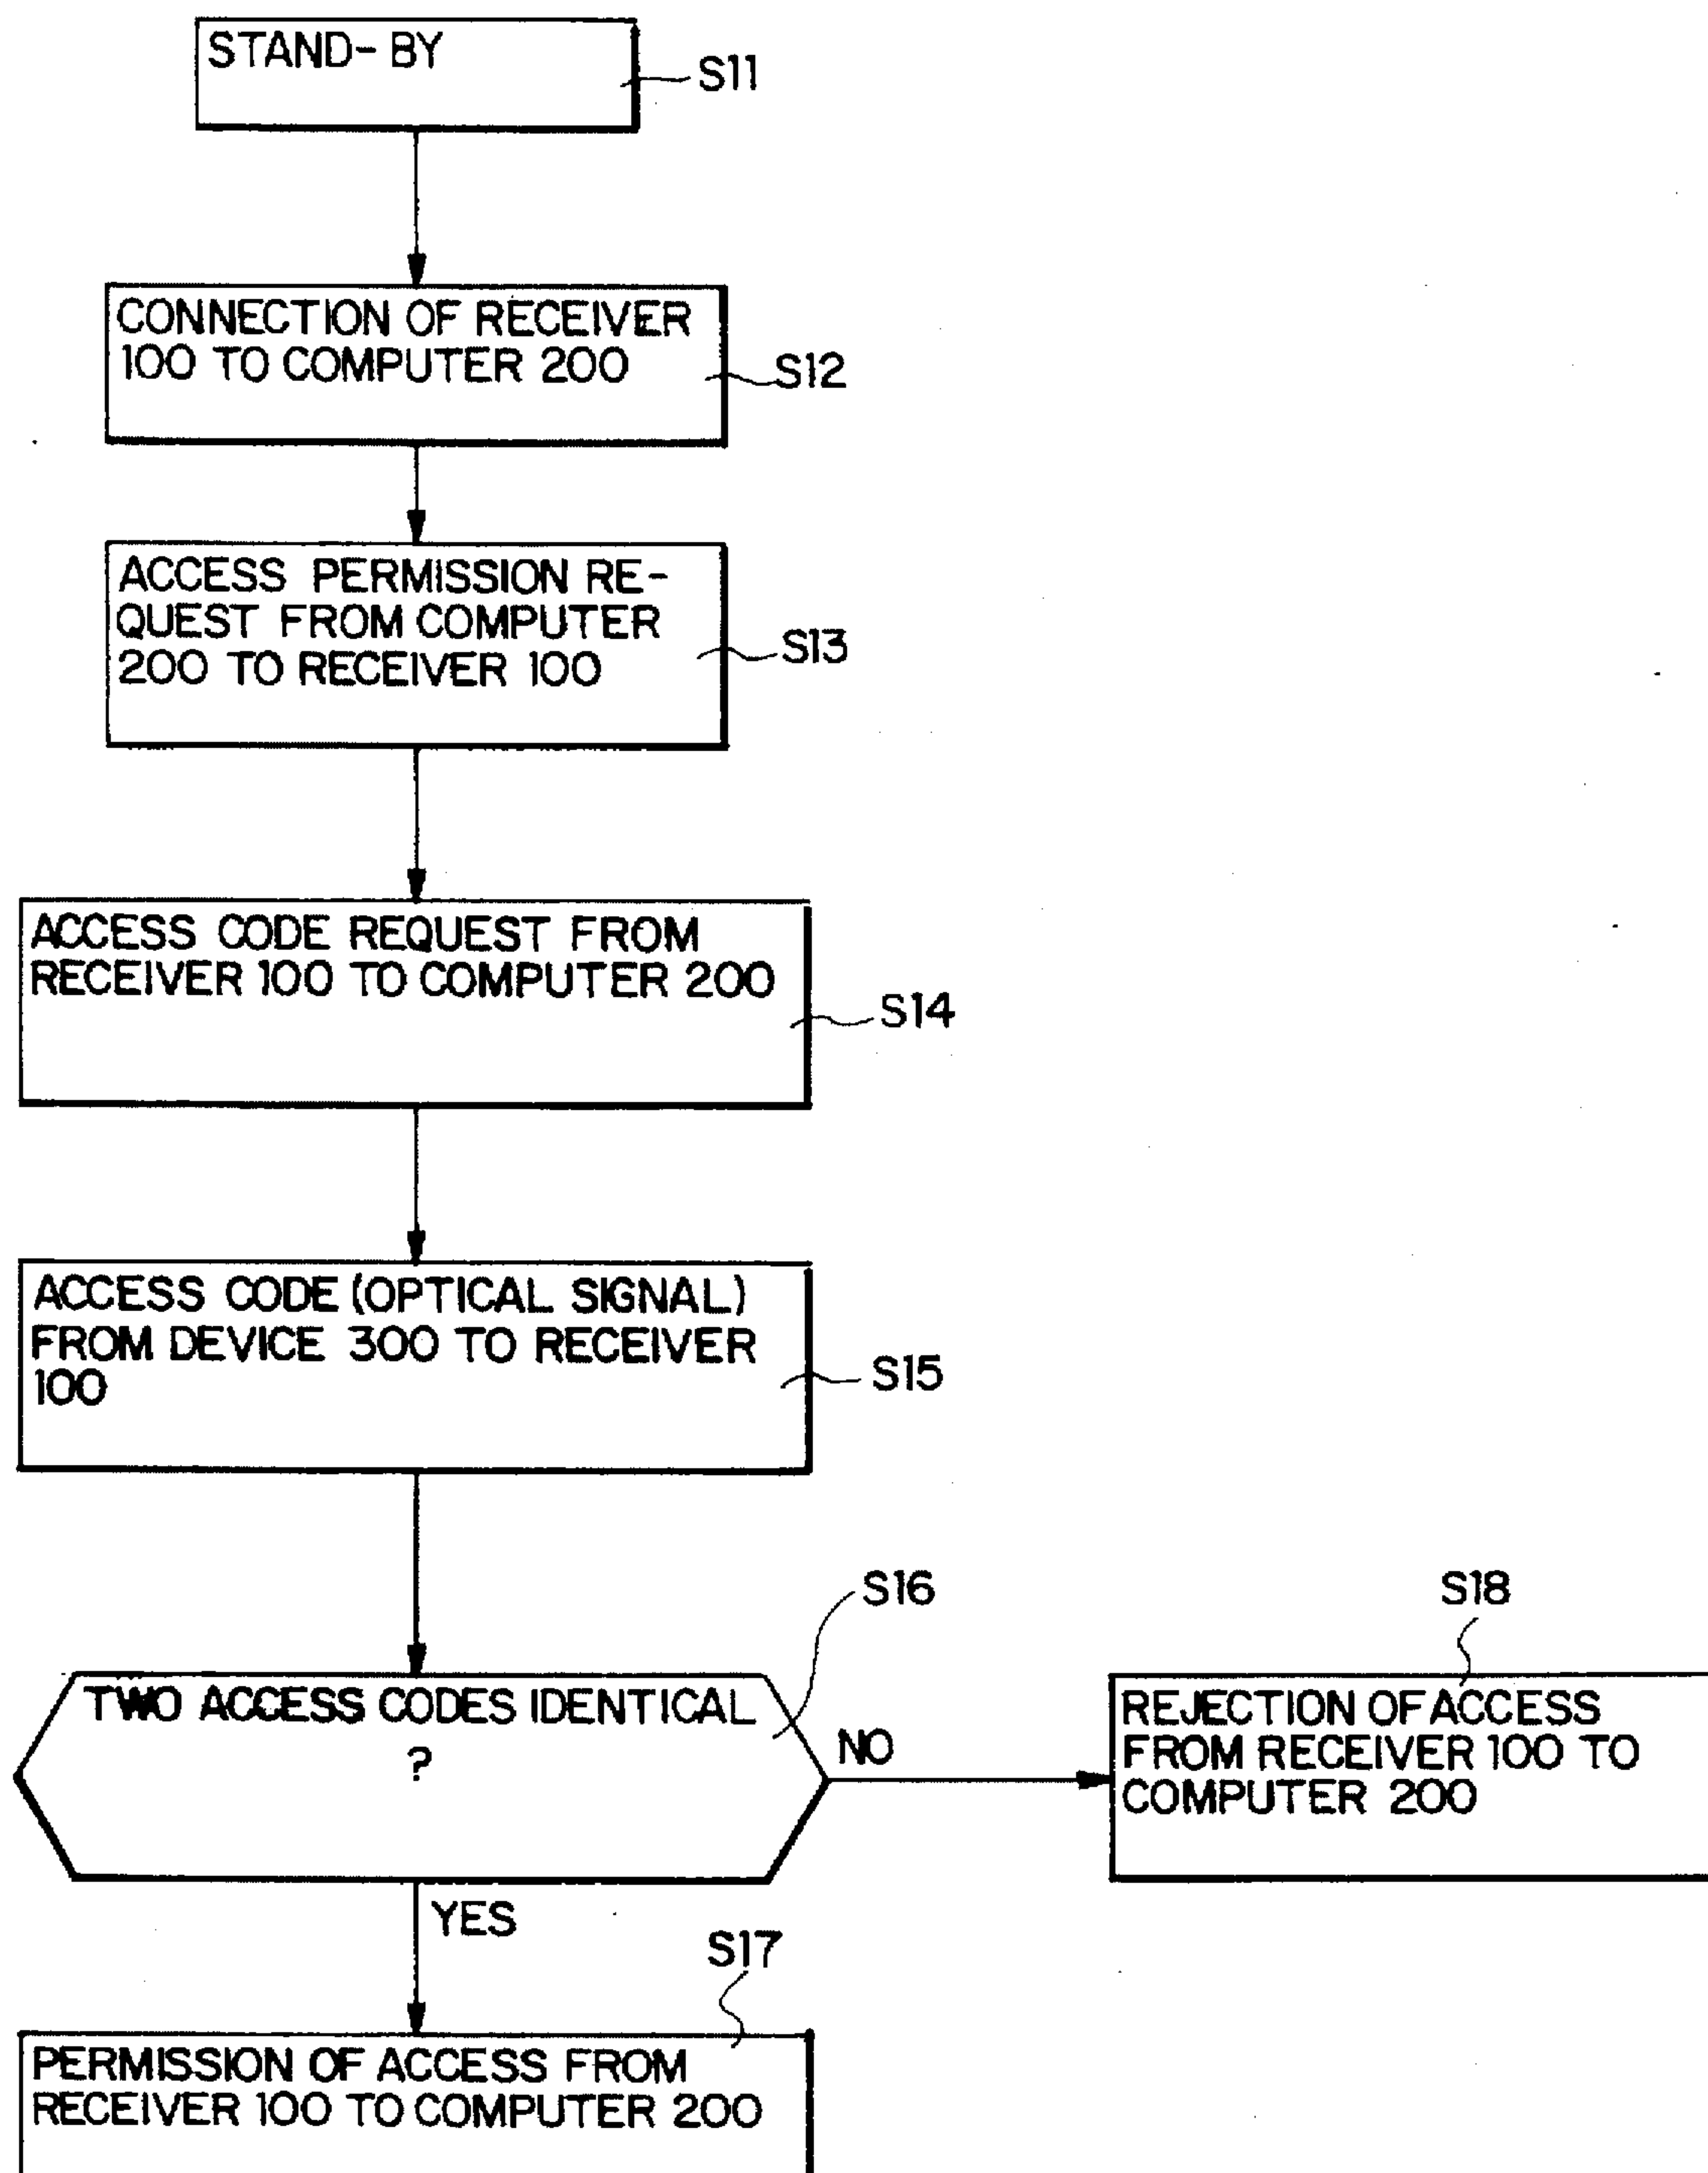 STAND-BY
S11
CONNECTION OF RECEIVER
100 TO COMPUTER 200
S12
ACCESS PERMISSION RE-
QUEST FROM COMPUTER
200 TO RECEIVER 100
S13
ACCESS CODE REQUEST FROM
RECEIVER 100 TO COMPUTER 200
S14
ACCESS CODE (OPTICAL SIGNAL)
FROM DEVICE 300 TO RECEIVER
100
S15
S16
TWO ACCESS CODES IDENTICAL
?
NO
S18
REJECTION OF ACCESS
FROM RECEIVER 100 TO
COMPUTER 200
YES
S17
PERMISSION OF ACCESS FROM
RECEIVER 100 TO COMPUTER 200